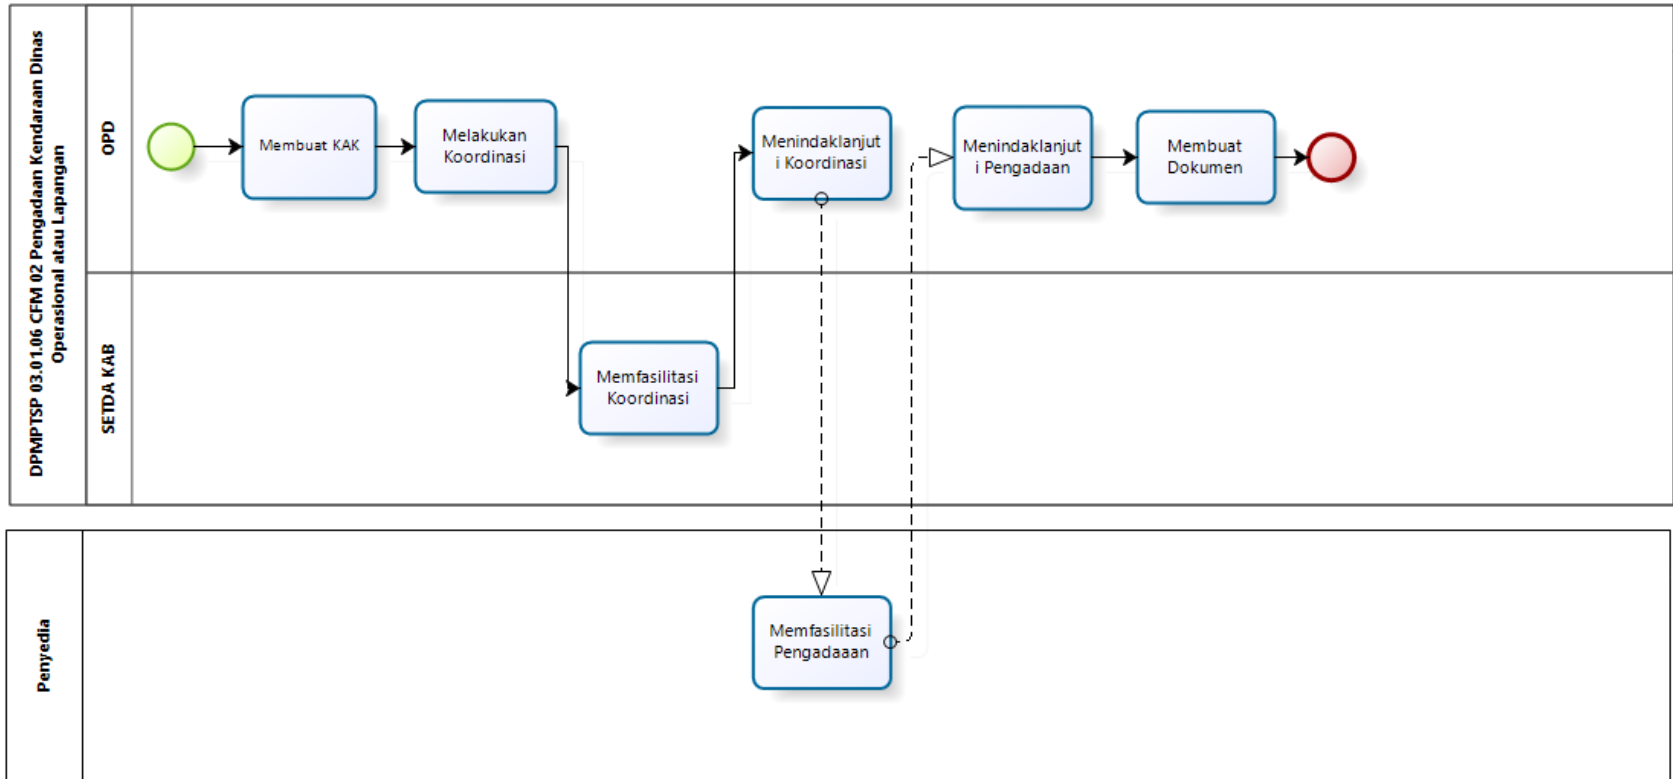 DPMPTSP 03.01.06 CFM 02 Pengadaan Kendaraan Dinas
Operasional atau Lapangan
OPD
Membuat KAK
Melakukan
Koordinasi
Menindaklanjut
i Koordinasi
Menindaklanjut
i Pengadaan
Membuat
Dokumen
SETDA KAB
Memfasilitasi
Koordinasi
Penyedia
Memfasilitasi
Pengadaaan